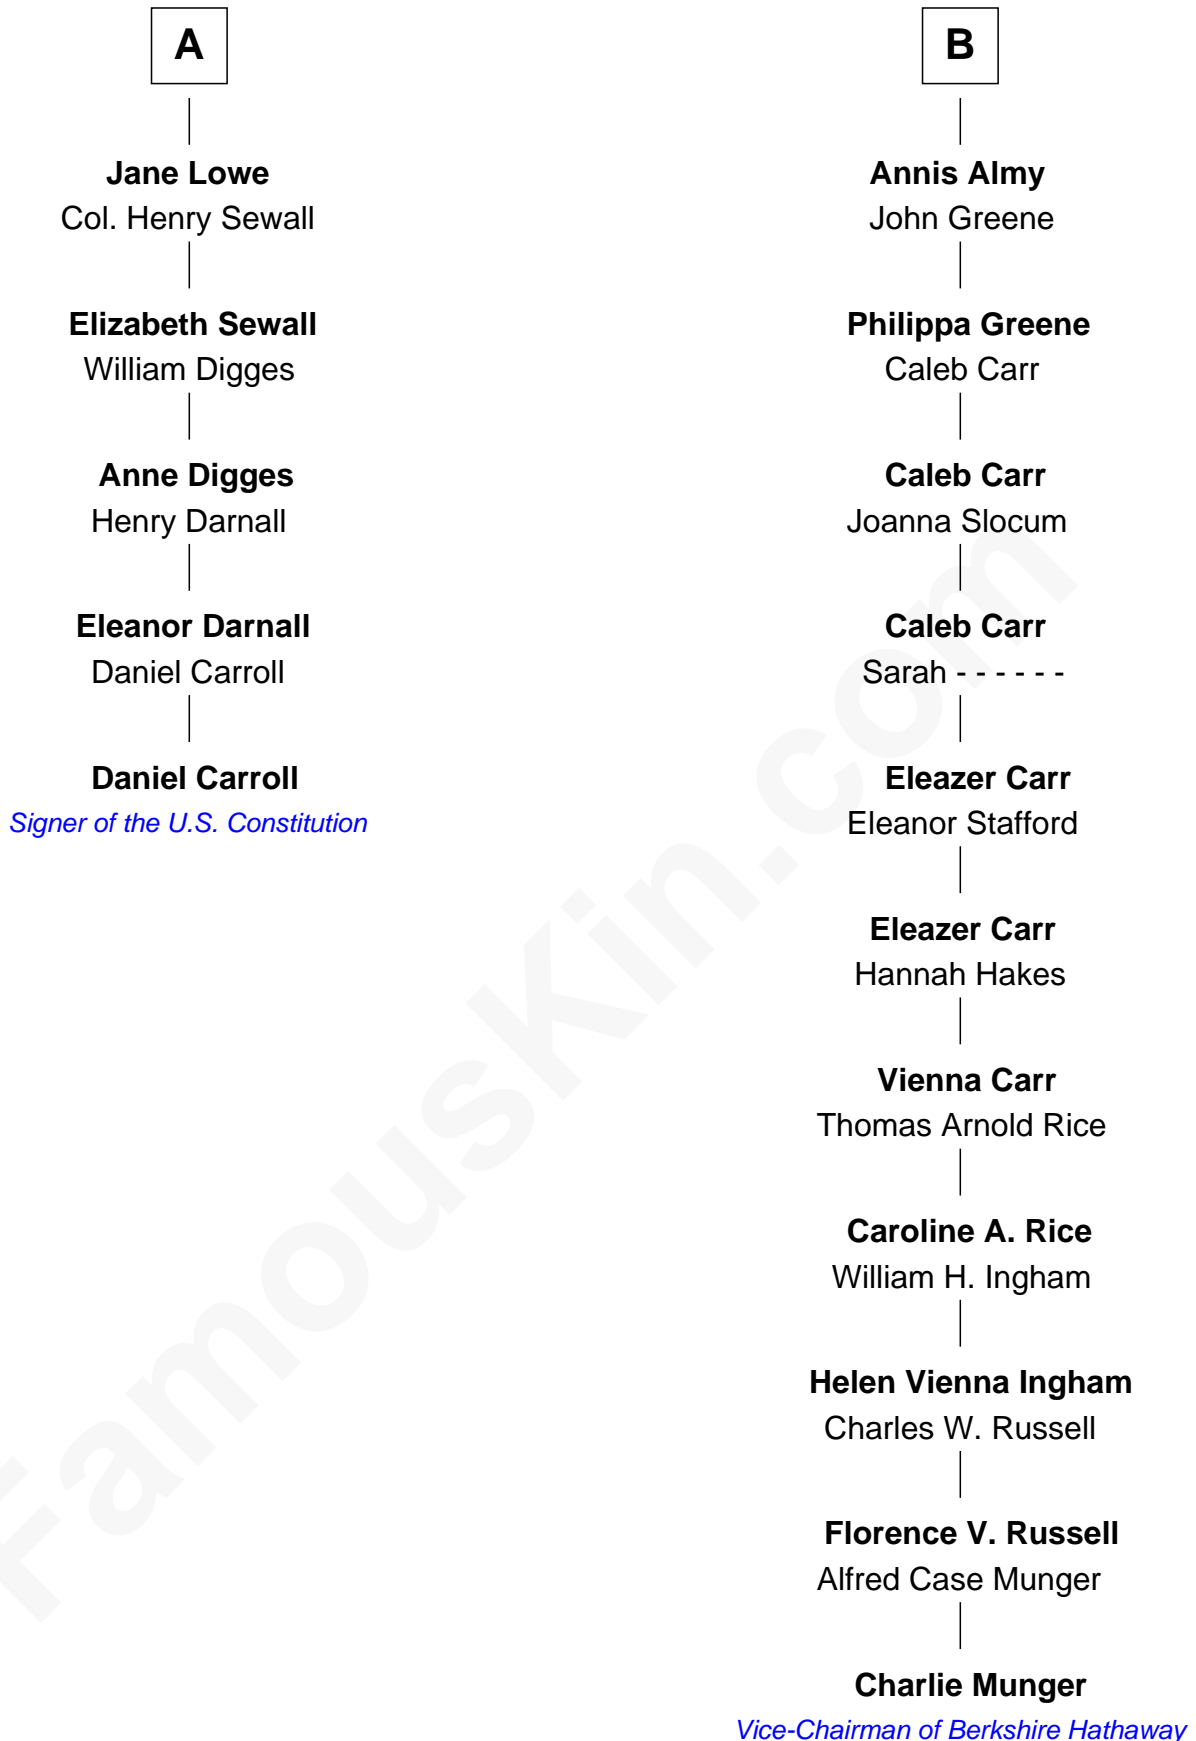 A
Jane Lowe
Col. Henry Sewall
Elizabeth Sewall
William Digges
Anne Digges
Henry Darnall
Eleanor Darnall
Daniel Carroll
Daniel Carroll
Signer of the U.S. Constitution
B
Annis Almy
John Greene
Philippa Greene
Caleb Carr
Caleb Carr
Joanna Slocum
Caleb Carr
Sarah - - - - - -
Eleazer Carr
Eleanor Stafford
Eleazer Carr
Hannah Hakes
Vienna Carr
Thomas Arnold Rice
Caroline A. Rice
William H. Ingham
Helen Vienna Ingham
Charles W. Russell
Florence V. Russell
Alfred Case Munger
Charlie Munger
Vice-Chairman of Berkshire Hathaway
FamousKin.com